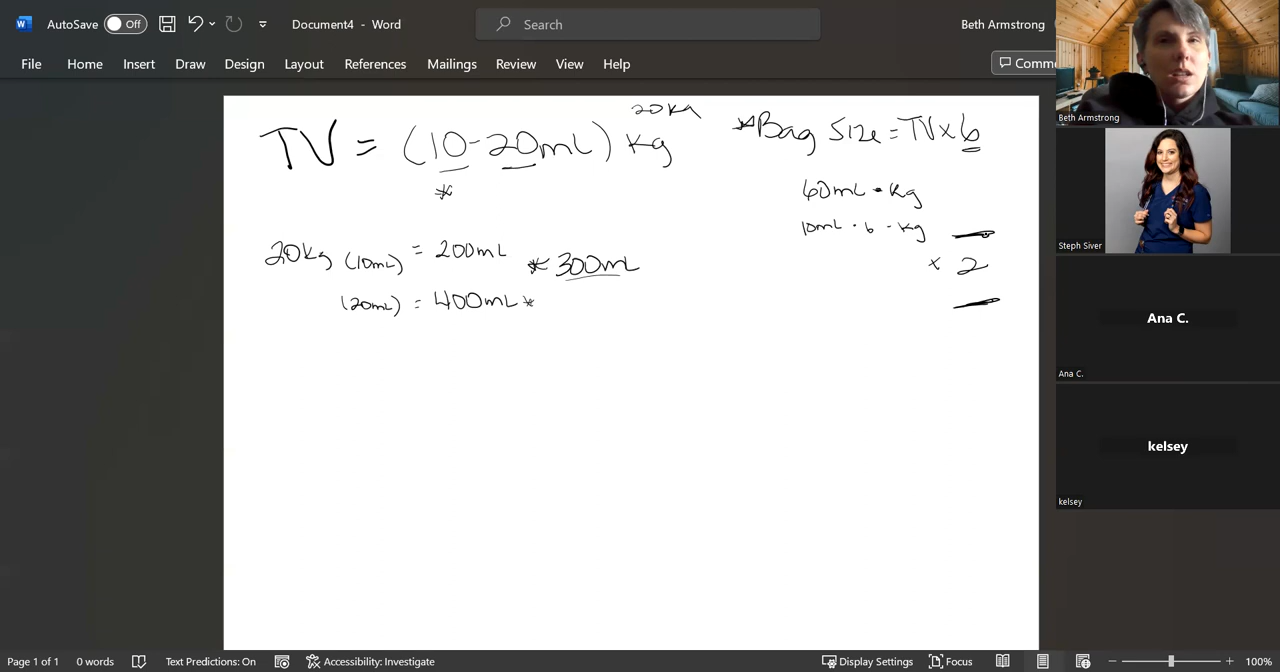 AutoSave Off Document4 - Word Search Beth Armstrong
File Home Insert Draw Design Layout References Mailings Review View Help Comme
20kg
TV = (10-20mL) kg
*Bag Size = TV x 6
*
60mL · kg
10mL · 6 · kg
x 2
20kg (10mL) = 200mL
* 300mL
(20mL) = 400mL *
Beth Armstrong
Steph Siver
Ana C.
Ana C.
kelsey
kelsey
Page 1 of 1 0 words Text Predictions: On Accessibility: Investigate Display Settings Focus 100%